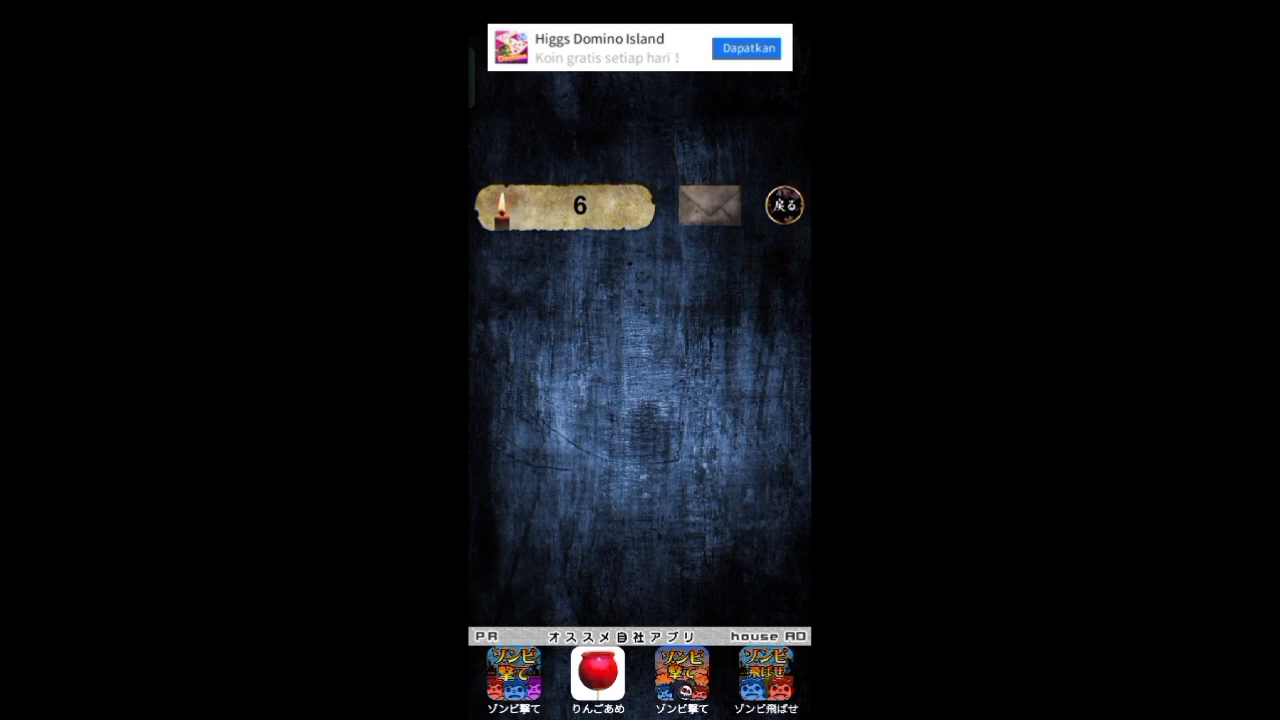 Higgs Domino Island
Koin gratis setiap hari !
Dapatkan
6
戻る
PR オススメ自社アプリ house AD
ゾンビ撃て
ゾンビ撃て
ゾンビ飛ばせ
ゾンビ撃て りんごあめ ゾンビ撃て ゾンビ飛ばせ